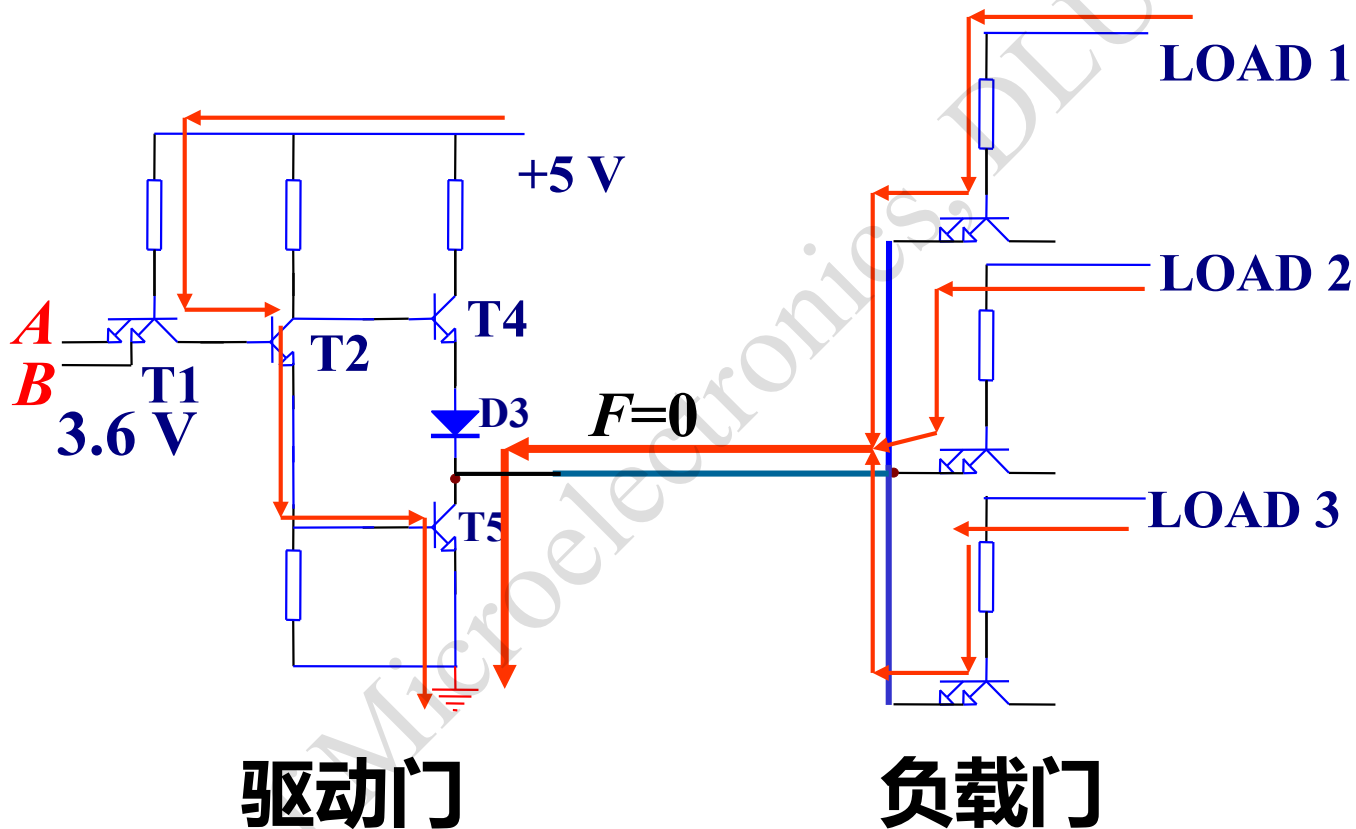 LOAD 1
+5 V
LOAD 2
A
T4
T2
B
T1
D3
3.6 V
F=0
T5
LOAD 3
驱动门
负载门
Microelectronics, DLU